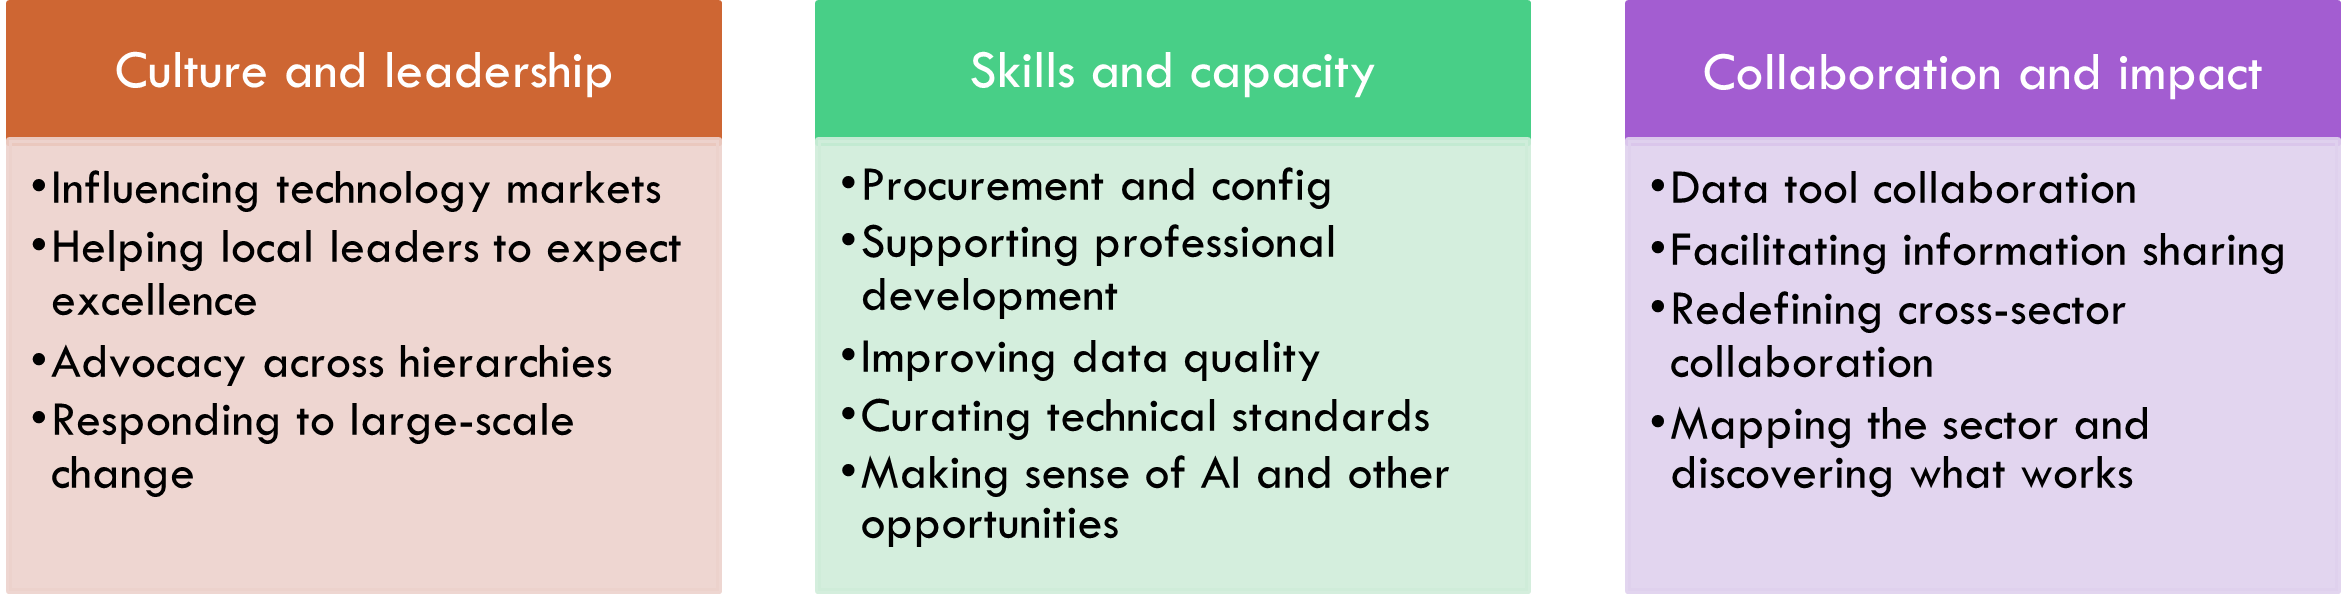 Culture and leadership
•Influencing technology markets
•Helping local leaders to expect
excellence
•Advocacy across hierarchies
•Responding to large-scale
change
Skills and capacity
•Procurement and config
•Supporting professional
development
•Improving data quality
•Curating technical standards
•Making sense of AI and other
opportunities
Collaboration and impact
•Data tool collaboration
•Facilitating information sharing
•Redefining cross-sector
collaboration
•Mapping the sector and
discovering what works